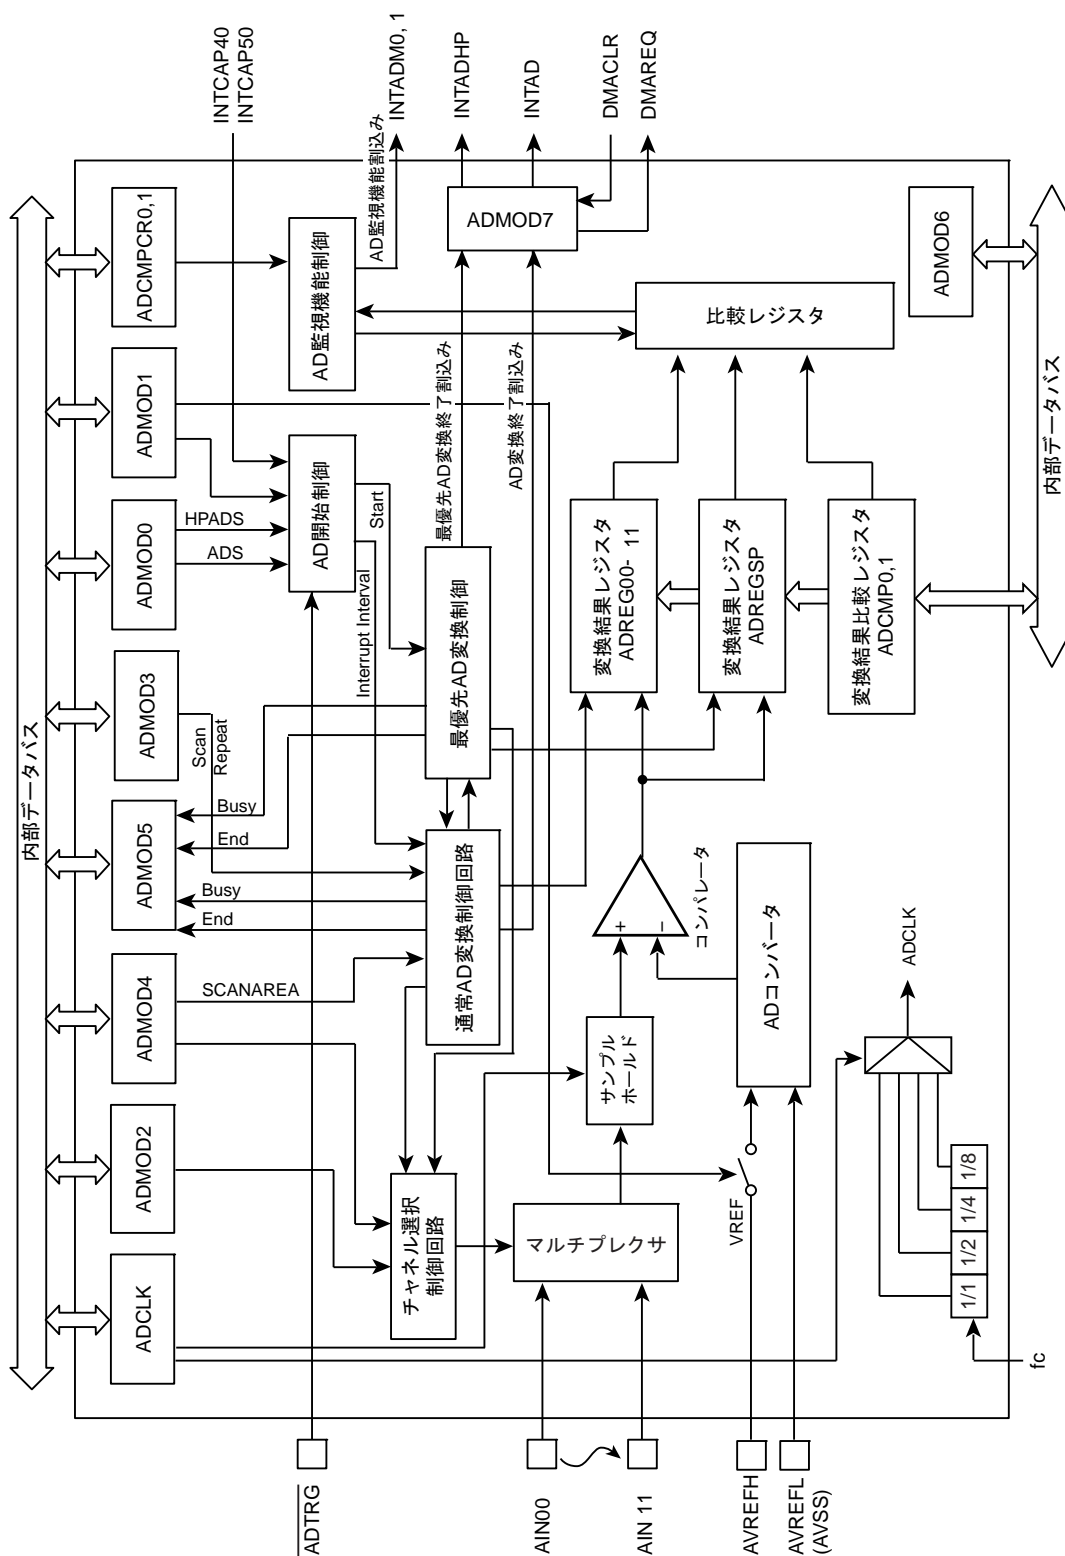 内部データバス
ADCLK
ADMOD2
ADMOD4
ADMOD5
ADMOD3
ADMOD0
ADMOD1
ADCMPCR0,1
INTCAP40
INTCAP50
SCANAREA
End
Busy
End
Busy
Scan
Repeat
ADS
HPADS
ADTRG
AD開始制御
AD監視機能制御
AD監視機能割込み
INTADM0, 1
Interrupt Interval
Start
チャネル選択
制御回路
通常AD変換制御回路
最優先AD変換制御
最優先AD変換終了割込み
AD変換終了割込み
ADMOD7
INTADHP
INTAD
DMACLR
DMAREQ
AIN00
AIN 11
マルチプレクサ
サンプル
ホールド
+
−
コンパレータ
変換結果レジスタ
ADREG00- 11
変換結果レジスタ
ADREGSP
変換結果比較レジスタ
ADCMP0,1
比較レジスタ
AVREFH
AVREFL
(AVSS)
VREF
ADコンバータ
ADCLK
fc
1/1
1/2
1/4
1/8
ADMOD6
内部データバス